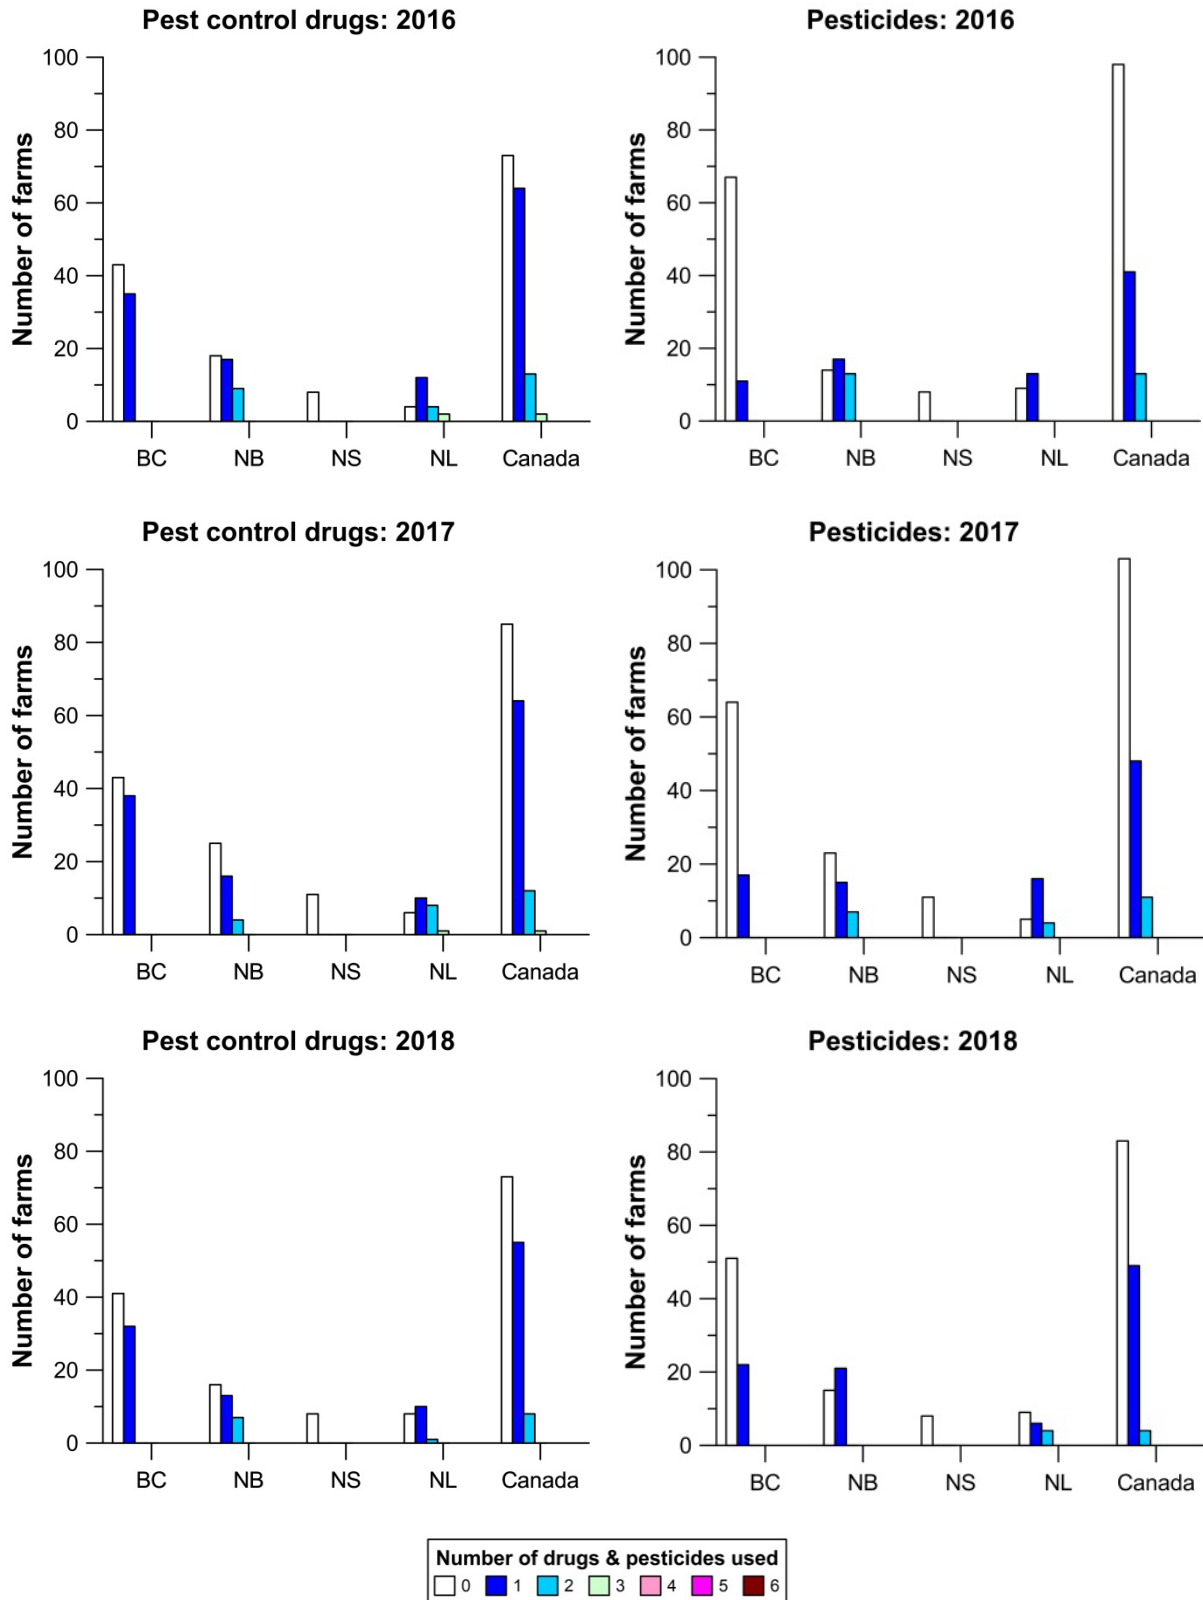 Pest control drugs: 2016
Number of farms
100
80
60
40
20
0
BC NB NS NL Canada
Pesticides: 2016
Number of farms
100
80
60
40
20
0
BC NB NS NL Canada
Pest control drugs: 2017
Number of farms
100
80
60
40
20
0
BC NB NS NL Canada
Pesticides: 2017
Number of farms
100
80
60
40
20
0
BC NB NS NL Canada
Pest control drugs: 2018
Number of farms
100
80
60
40
20
0
BC NB NS NL Canada
Pesticides: 2018
Number of farms
100
80
60
40
20
0
BC NB NS NL Canada
Number of drugs & pesticides used
0 1 2 3 4 5 6